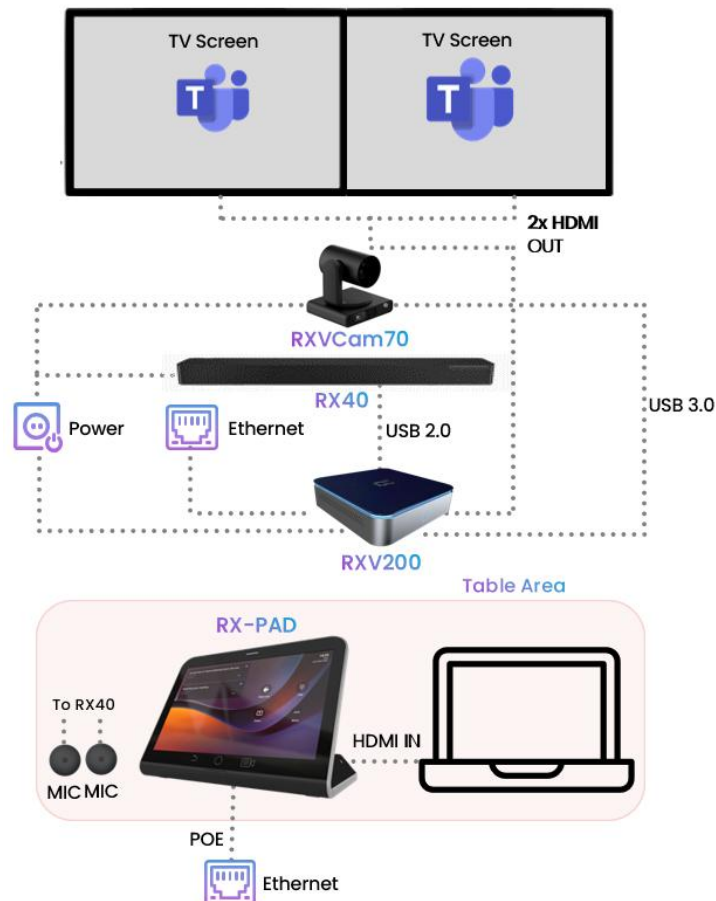 TV Screen
TV Screen
T
T
2x HDMI
OUT
RXVCam70
RX40
Power
Ethernet
USB 2.0
USB 3.0
RXV200
Table Area
RX-PAD
To RX40
HDMI IN
MIC MIC
POE
Ethernet